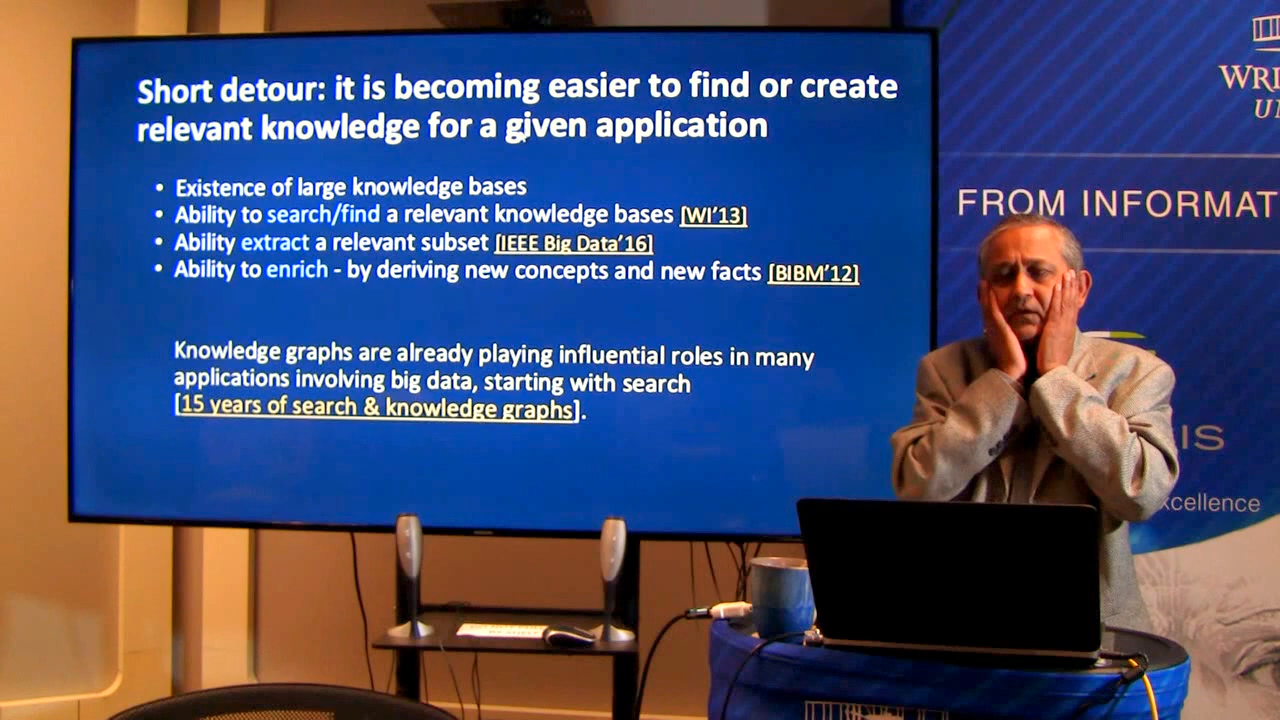 Short detour: it is becoming easier to find or create
relevant knowledge for a given application
• Existence of large knowledge bases
• Ability to search/find a relevant knowledge bases [WI’13]
• Ability extract a relevant subset [IEEE Big Data’16]
• Ability to enrich - by deriving new concepts and new facts [BIBM’12]
Knowledge graphs are already playing influential roles in many
applications involving big data, starting with search
[15 years of search & knowledge graphs].
WRI
U
FROM INFORMAT
IS
xcellence